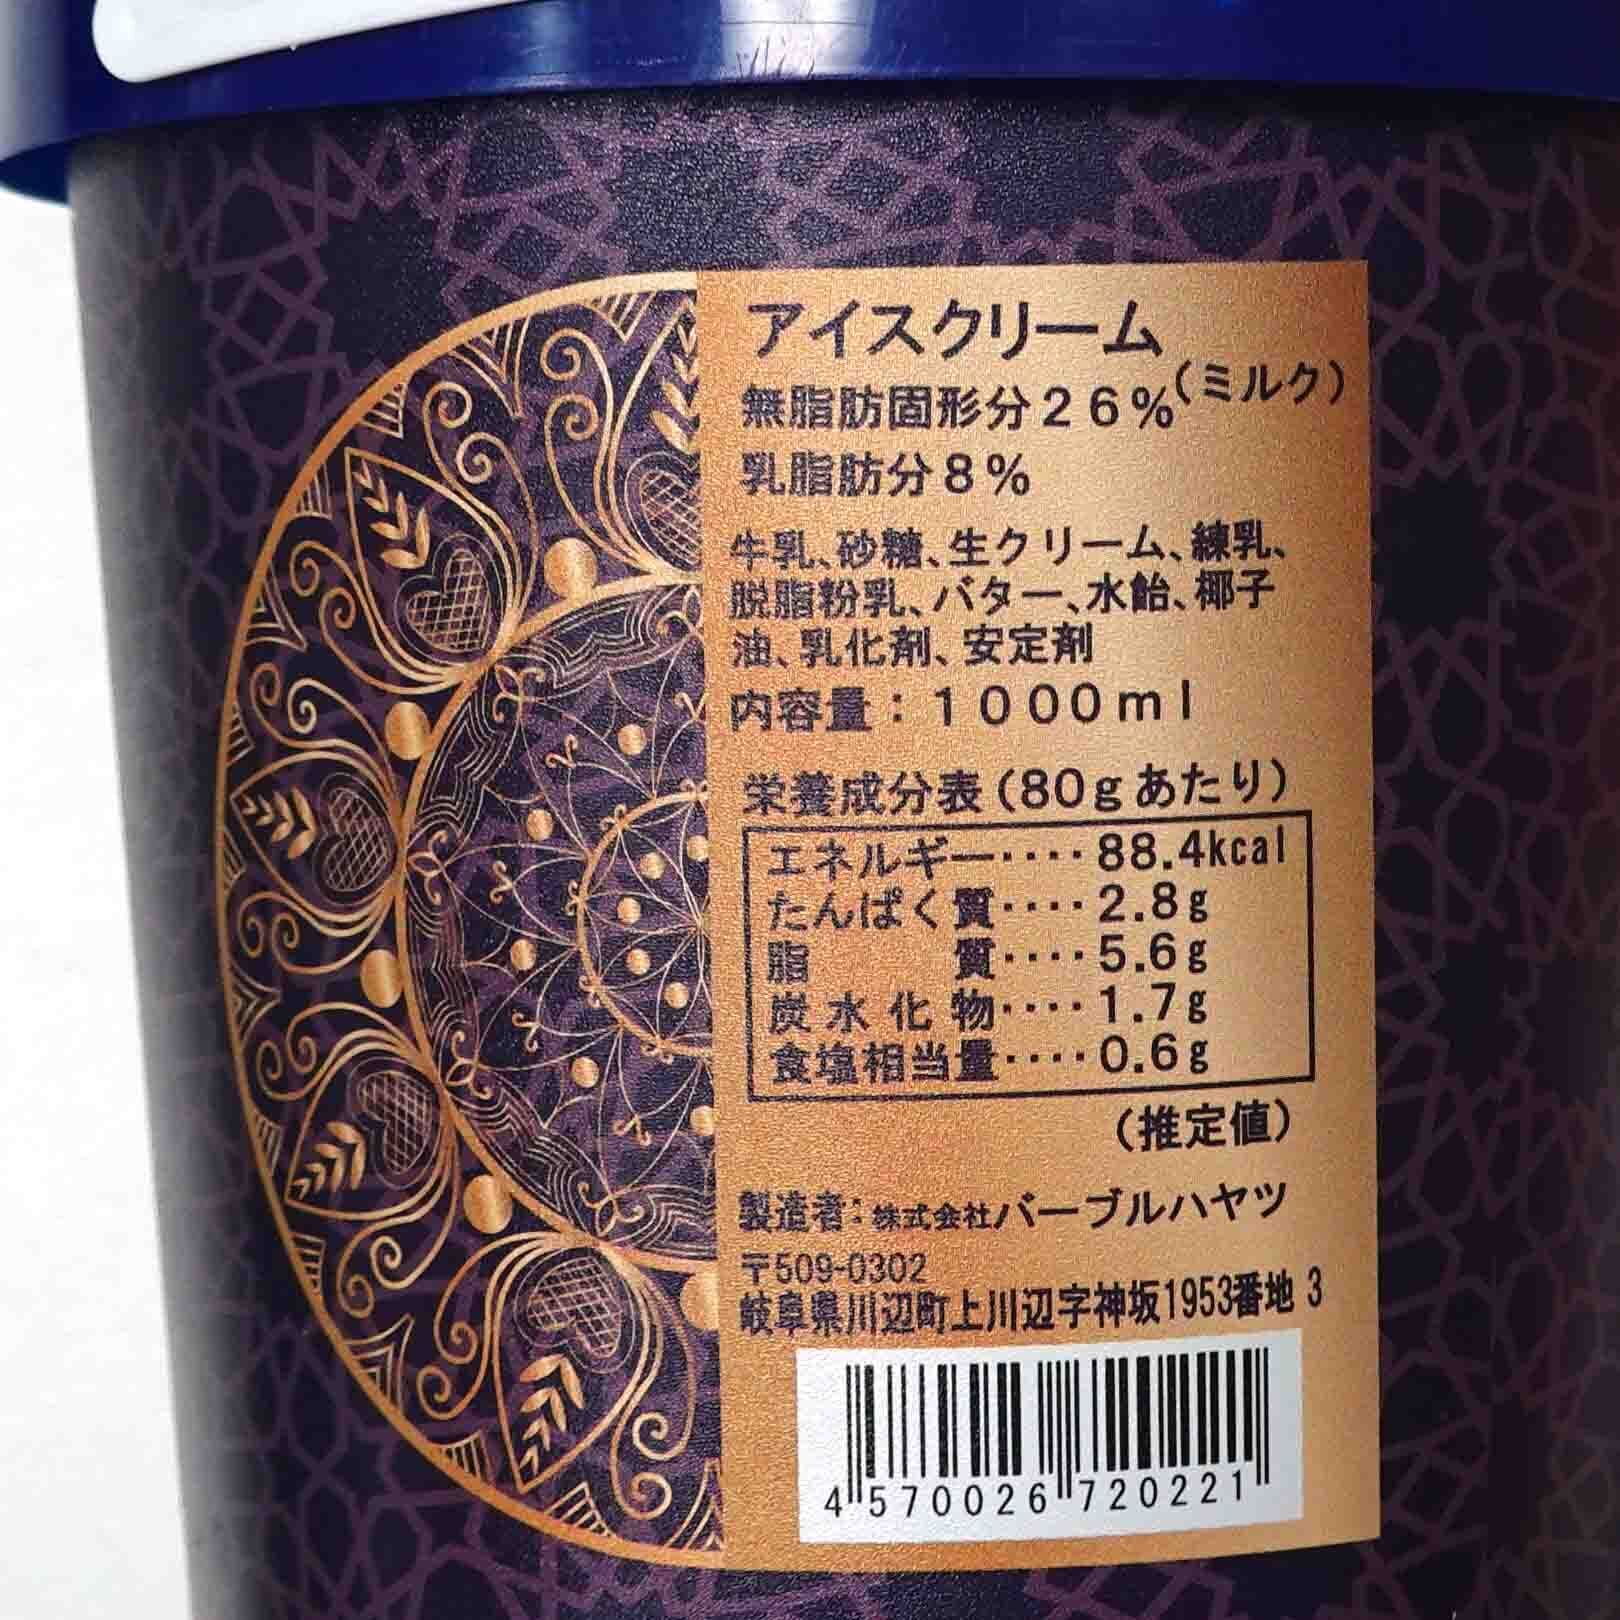 アイスクリーム
(ミルク)
無脂肪固形分26%
乳脂肪分8%
牛乳、砂糖、生クリーム、練乳、
脱脂粉乳、バター、水飴、椰子
油、乳化剤、安定剤
内容量：1000ml
栄養成分表(80gあたり)
エネルギー････88.4kcal
たんぱく質････2.8g
脂質････5.6g
炭水化物････1.7g
食塩相当量････0.6g
(推定値)
製造者：株式会社バーブルハヤツ
〒509-0302
岐阜県川辺町上川辺字神坂1953番地3
4570026720221